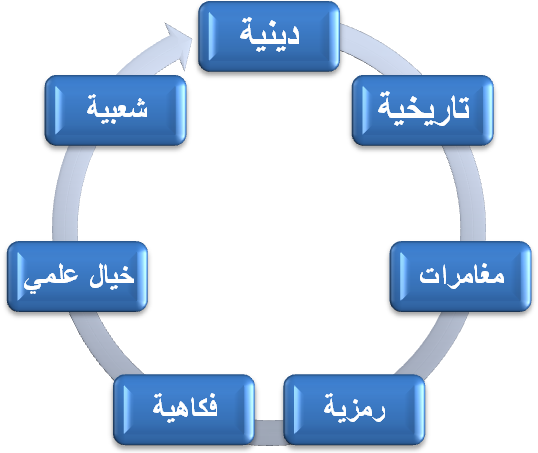 دينية
تاريخية
مغامرات
رمزية
فكاهية
خيال علمي
شعبية